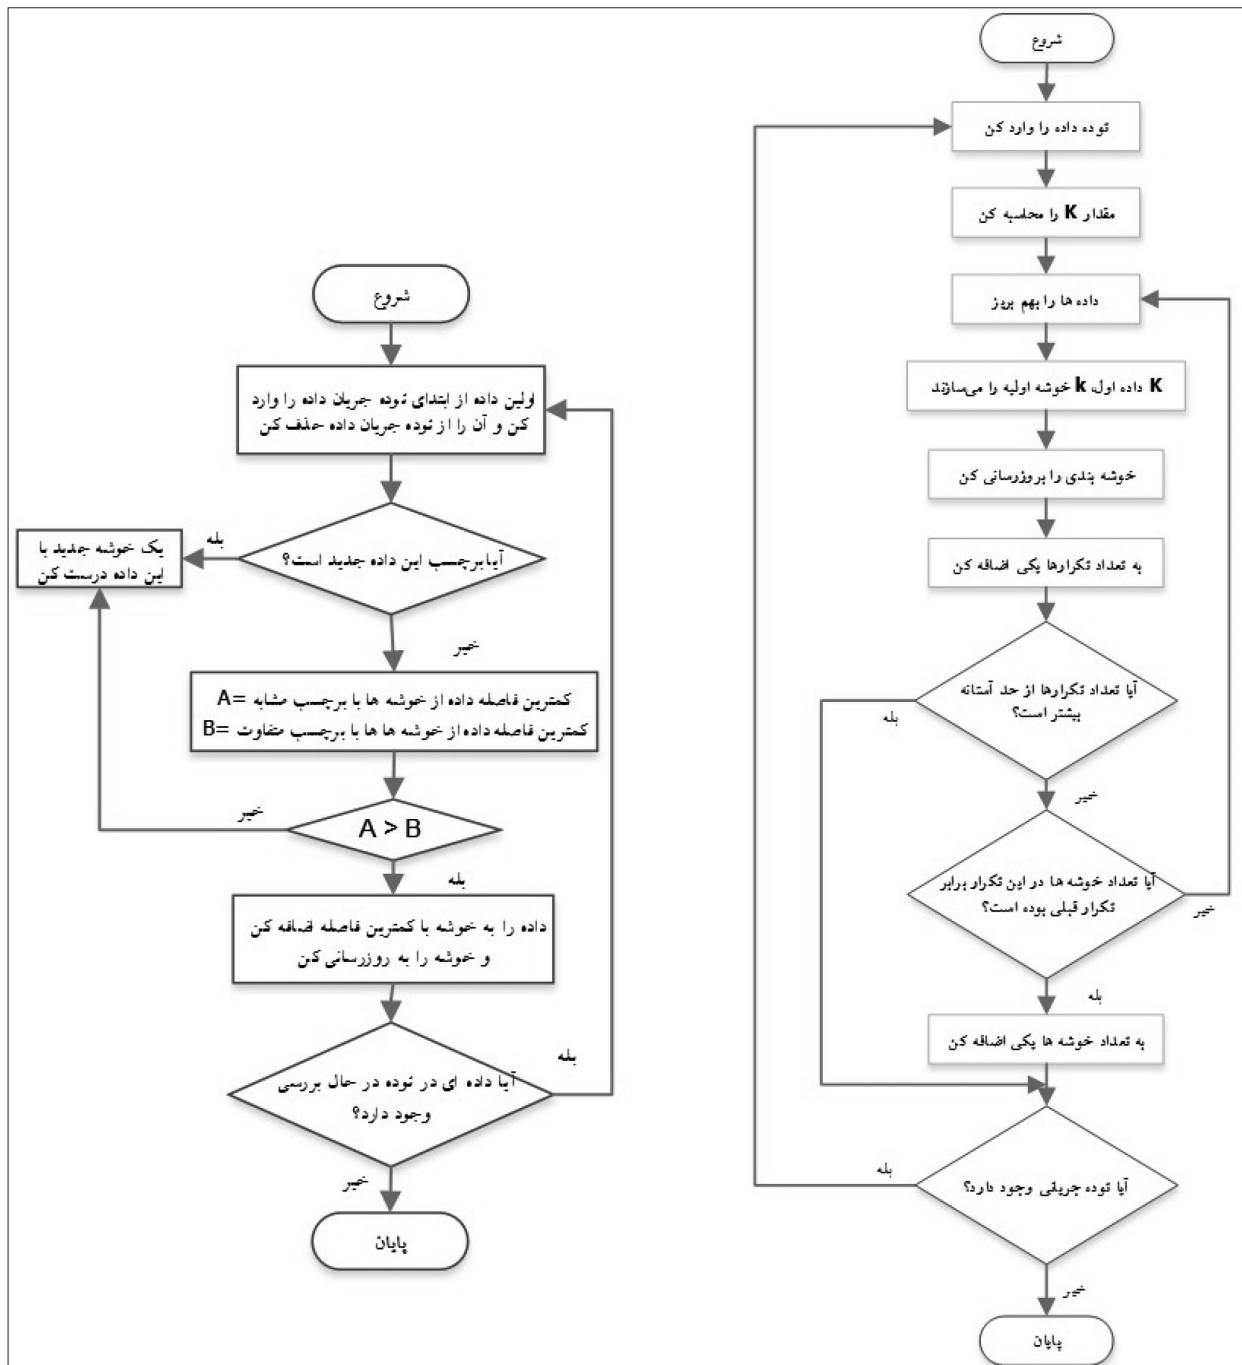 شروع
توده داده را وارد کن
مقدار K را محاسبه کن
داده ها را بهم بریز
K داده اول، k خوشه اولیه را می‌سازند
خوشه بندی را بروزرسانی کن
به تعداد تکرارها یکی اضافه کن
آیا تعداد تکرارها از حد آستانه
بیشتر است؟
بله
خیر
آیا تعداد خوشه ها در این تکرار برابر
تکرار قبلی بوده است؟
خیر
بله
به تعداد خوشه ها یکی اضافه کن
آیا توده جریانی وجود دارد؟
بله
خیر
پایان
شروع
اولین داده از ابتدای توده جریان داده را وارد
کن و آن را از توده جریان داده حذف کن
آیا برچسب این داده جدید است؟
بله
یک خوشه جدید با
این داده درست کن
خیر
کمترین فاصله داده از خوشه ها با برچسب مشابه =A
کمترین فاصله داده از خوشه ها ها با برچسب متفاوت =B
A > B
خیر
بله
داده را به خوشه با کمترین فاصله اضافه کن
و خوشه را به روزرسانی کن
آیا داده ای در توده در حال بررسی
وجود دارد؟
بله
خیر
پایان